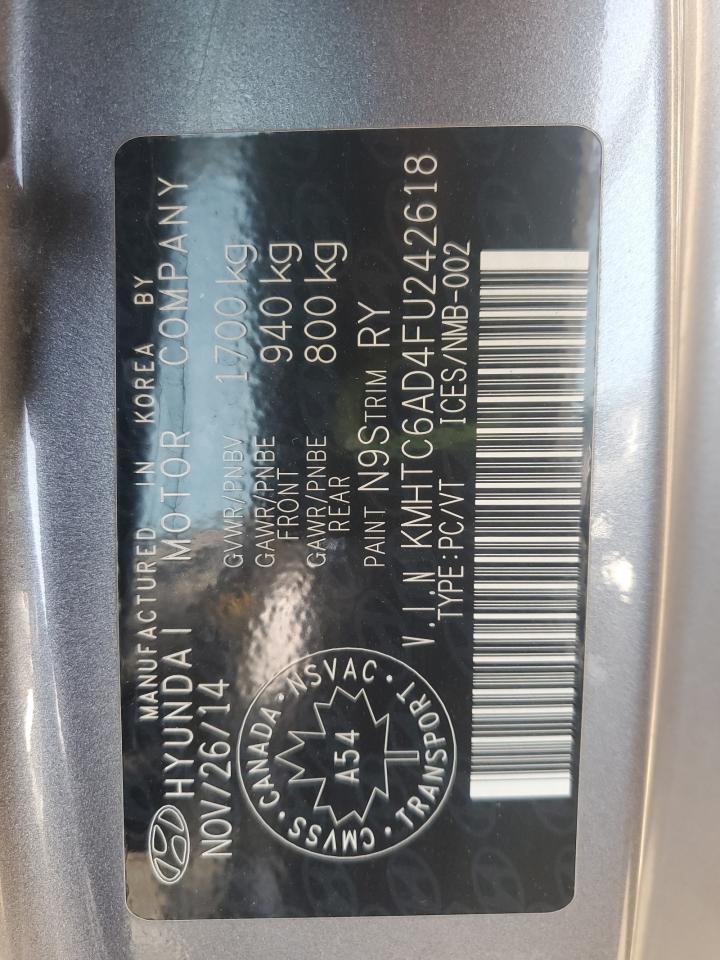 MANUFACTURED IN KOREA BY
HYUNDAI MOTOR COMPANY
NOV/26/14
GVWR/PNBV 1700 kg
GAWR/PNBE FRONT 940 kg
GAWR/PNBE REAR 800 kg
PAINT N9S TRIM RY
V.I.N KMHTC6AD4FU242618
TYPE:PC/VT ICES/NMB-002
CANADA · NSVAC · TRANSPORT · CMVSS ·
A54